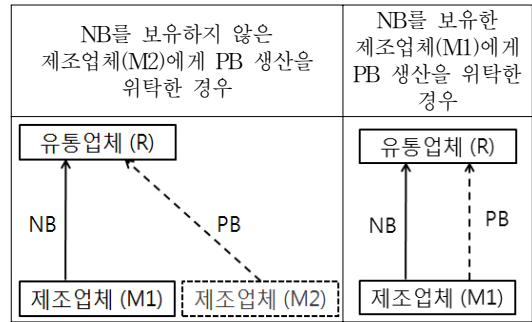 NB를 보유하지 않은
제조업체(M2)에게 PB 생산을
위탁한 경우
NB를 보유한
제조업체(M1)에게
PB 생산을 위탁한
경우
유통업체 (R)
NB
PB
제조업체 (M1)
제조업체 (M2)
유통업체 (R)
NB
PB
제조업체 (M1)